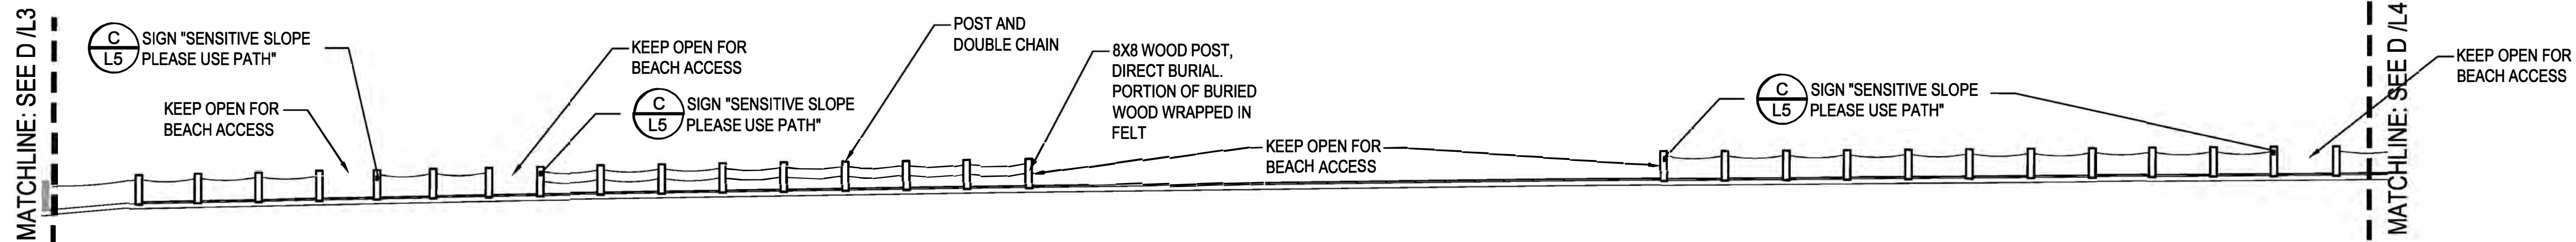 MATCHLINE: SEE D /L3
C
L5
SIGN "SENSITIVE SLOPE
PLEASE USE PATH"
KEEP OPEN FOR
BEACH ACCESS
KEEP OPEN FOR
BEACH ACCESS
C
L5
SIGN "SENSITIVE SLOPE
PLEASE USE PATH"
POST AND
DOUBLE CHAIN
8X8 WOOD POST,
DIRECT BURIAL.
PORTION OF BURIED
WOOD WRAPPED IN
FELT
KEEP OPEN FOR
BEACH ACCESS
C
L5
SIGN "SENSITIVE SLOPE
PLEASE USE PATH"
MATCHLINE: SEE D /L4
KEEP OPEN FOR
BEACH ACCESS